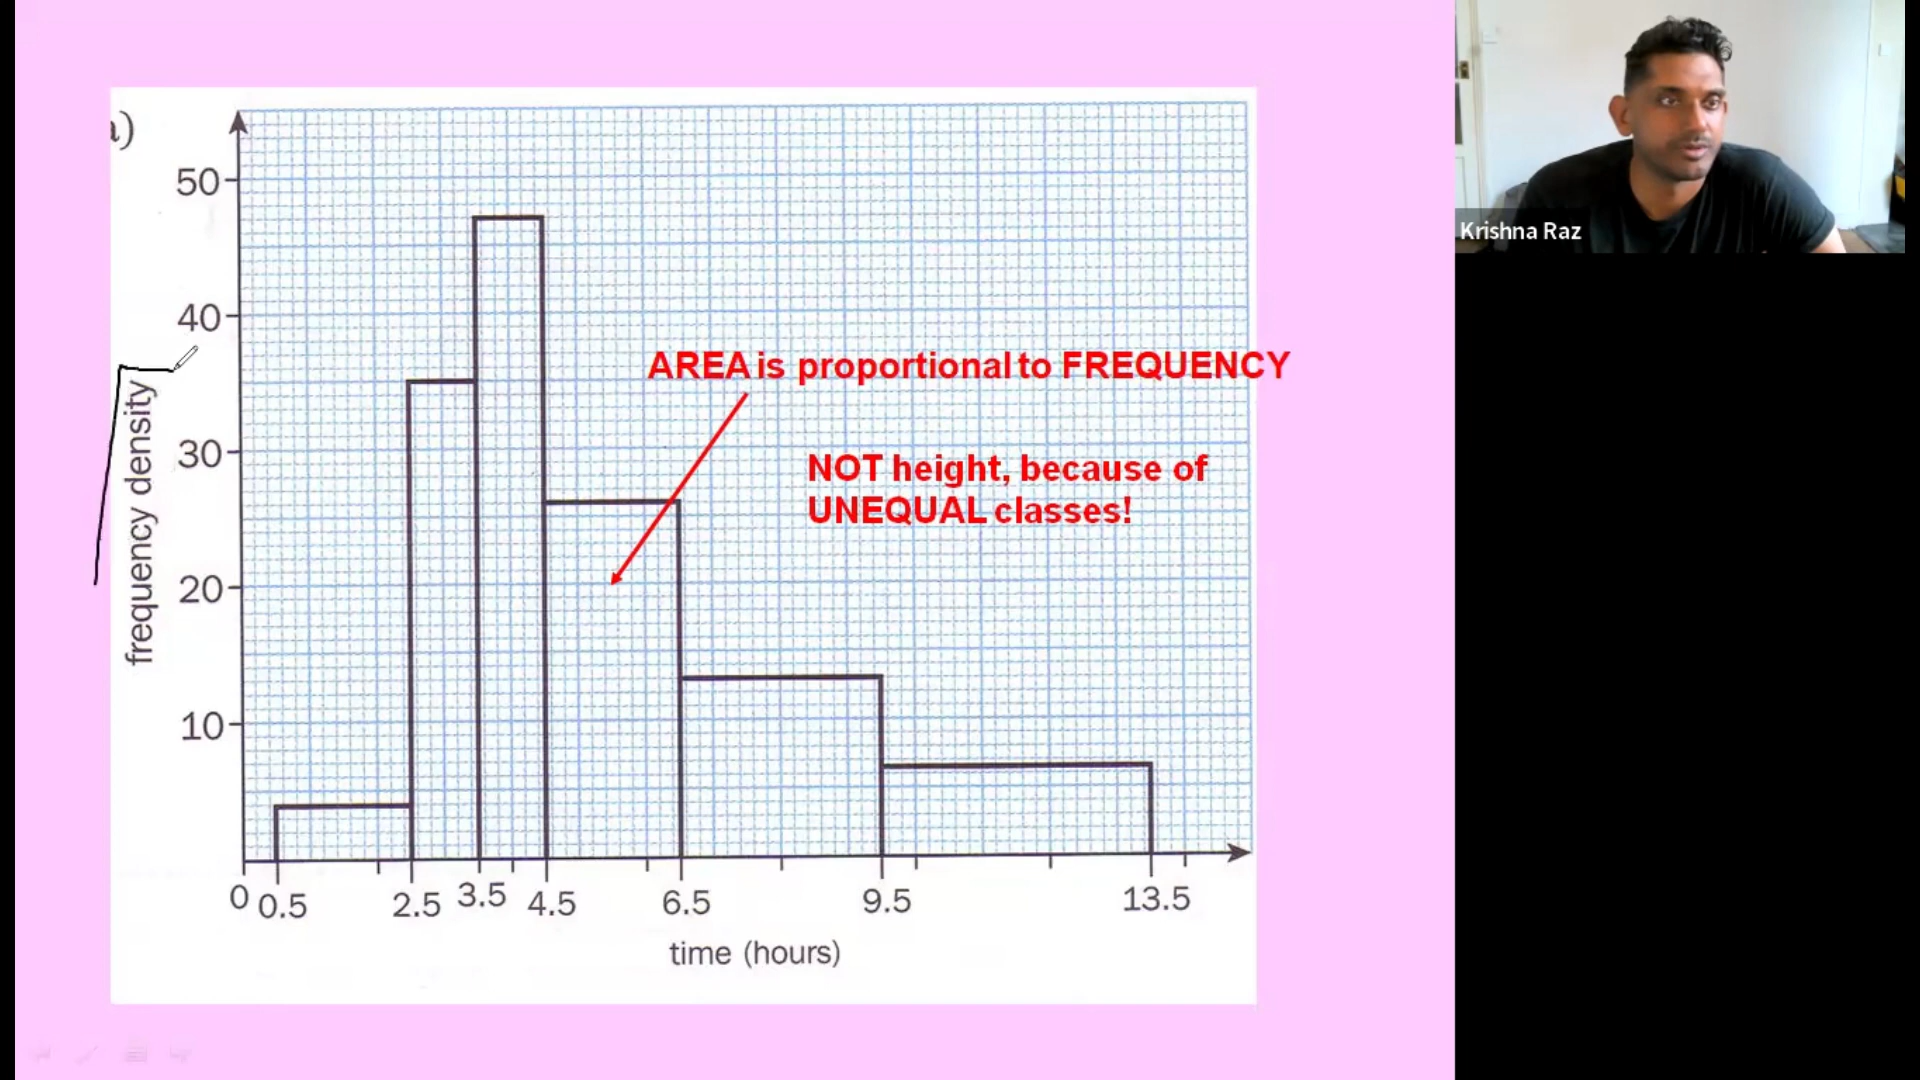 a)
50
40
30
20
10
frequency density
AREA is proportional to FREQUENCY
NOT height, because of
UNEQUAL classes!
0 0.5 2.5 3.5 4.5 6.5 9.5 13.5
time (hours)
Krishna Raz